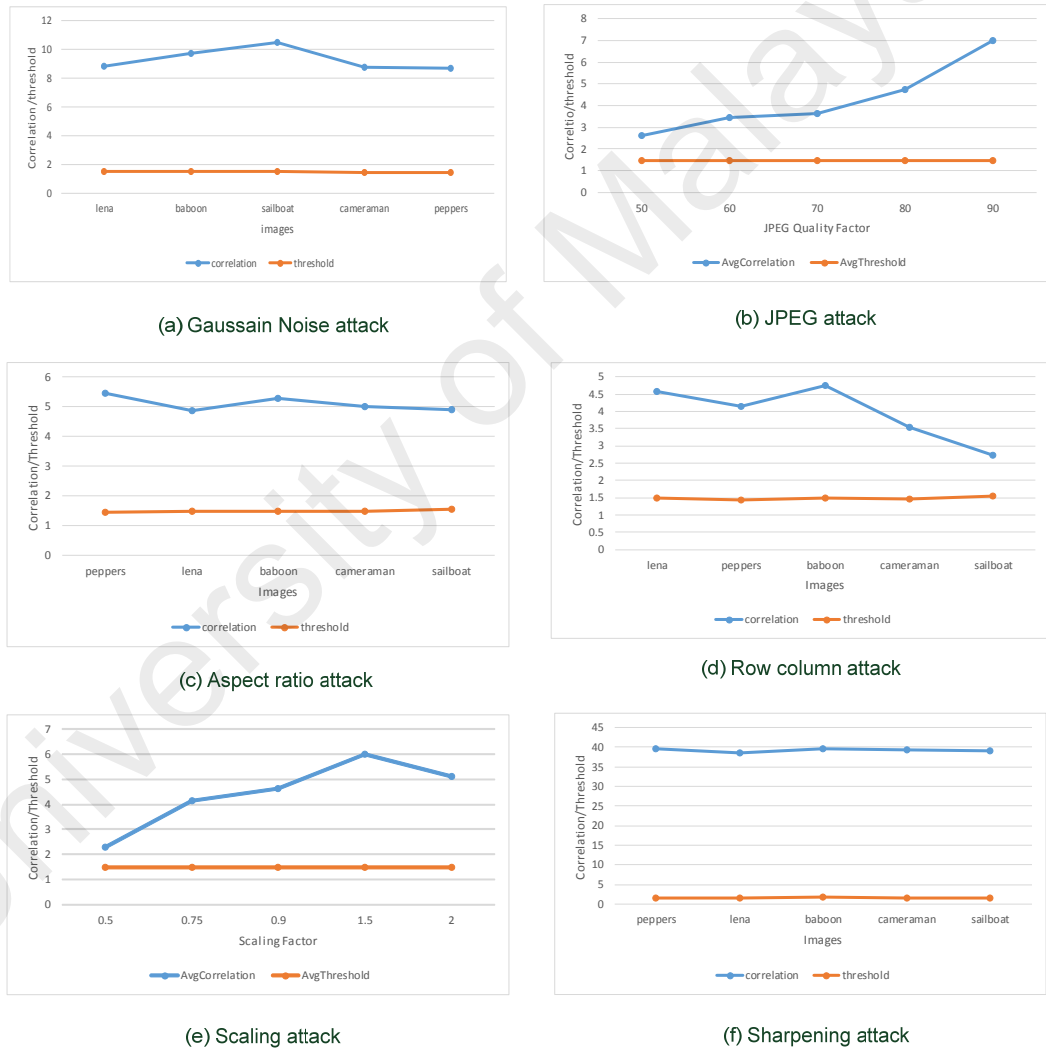 12
10
8
6
4
2
0
Correlation/threshold
lena baboon sailboat cameraman peppers
images
correlation threshold
(a) Gaussain Noise attack
8
7
6
5
4
3
2
1
0
Correltio/threshold
50 60 70 80 90
JPEG Quality Factor
AvgCorrelation AvgThreshold
(b) JPEG attack
6
5
4
3
2
1
0
Correlation/Threshold
peppers lena baboon cameraman sailboat
Images
correlation threshold
(c) Aspect ratio attack
5
4.5
4
3.5
3
2.5
2
1.5
1
0.5
0
Correlation/Threshold
lena peppers baboon cameraman sailboat
Images
correlation threshold
(d) Row column attack
7
6
5
4
3
2
1
0
Correlation/Threshold
0.5 0.75 0.9 1.5 2
Scaling Factor
AvgCorrelation AvgThreshold
(e) Scaling attack
45
40
35
30
25
20
15
10
5
0
Correlation/Threshold
peppers lena baboon cameraman sailboat
Images
correlation threshold
(f) Sharpening attack
University of Malay